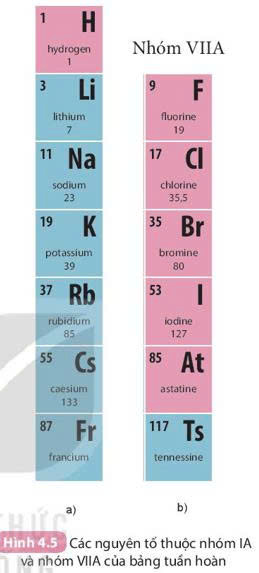 1 H
hydrogen
1
3 Li
lithium
7
11 Na
sodium
23
19 K
potassium
39
37 Rb
rubidium
85
55 Cs
caesium
133
87 Fr
francium
a)
Nhóm VIIA
9 F
fluorine
19
17 Cl
chlorine
35,5
35 Br
bromine
80
53 I
iodine
127
85 At
astatine
117 Ts
tennessine
b)
Hình 4.5 Các nguyên tố thuộc nhóm IA
và nhóm VIIA của bảng tuần hoàn